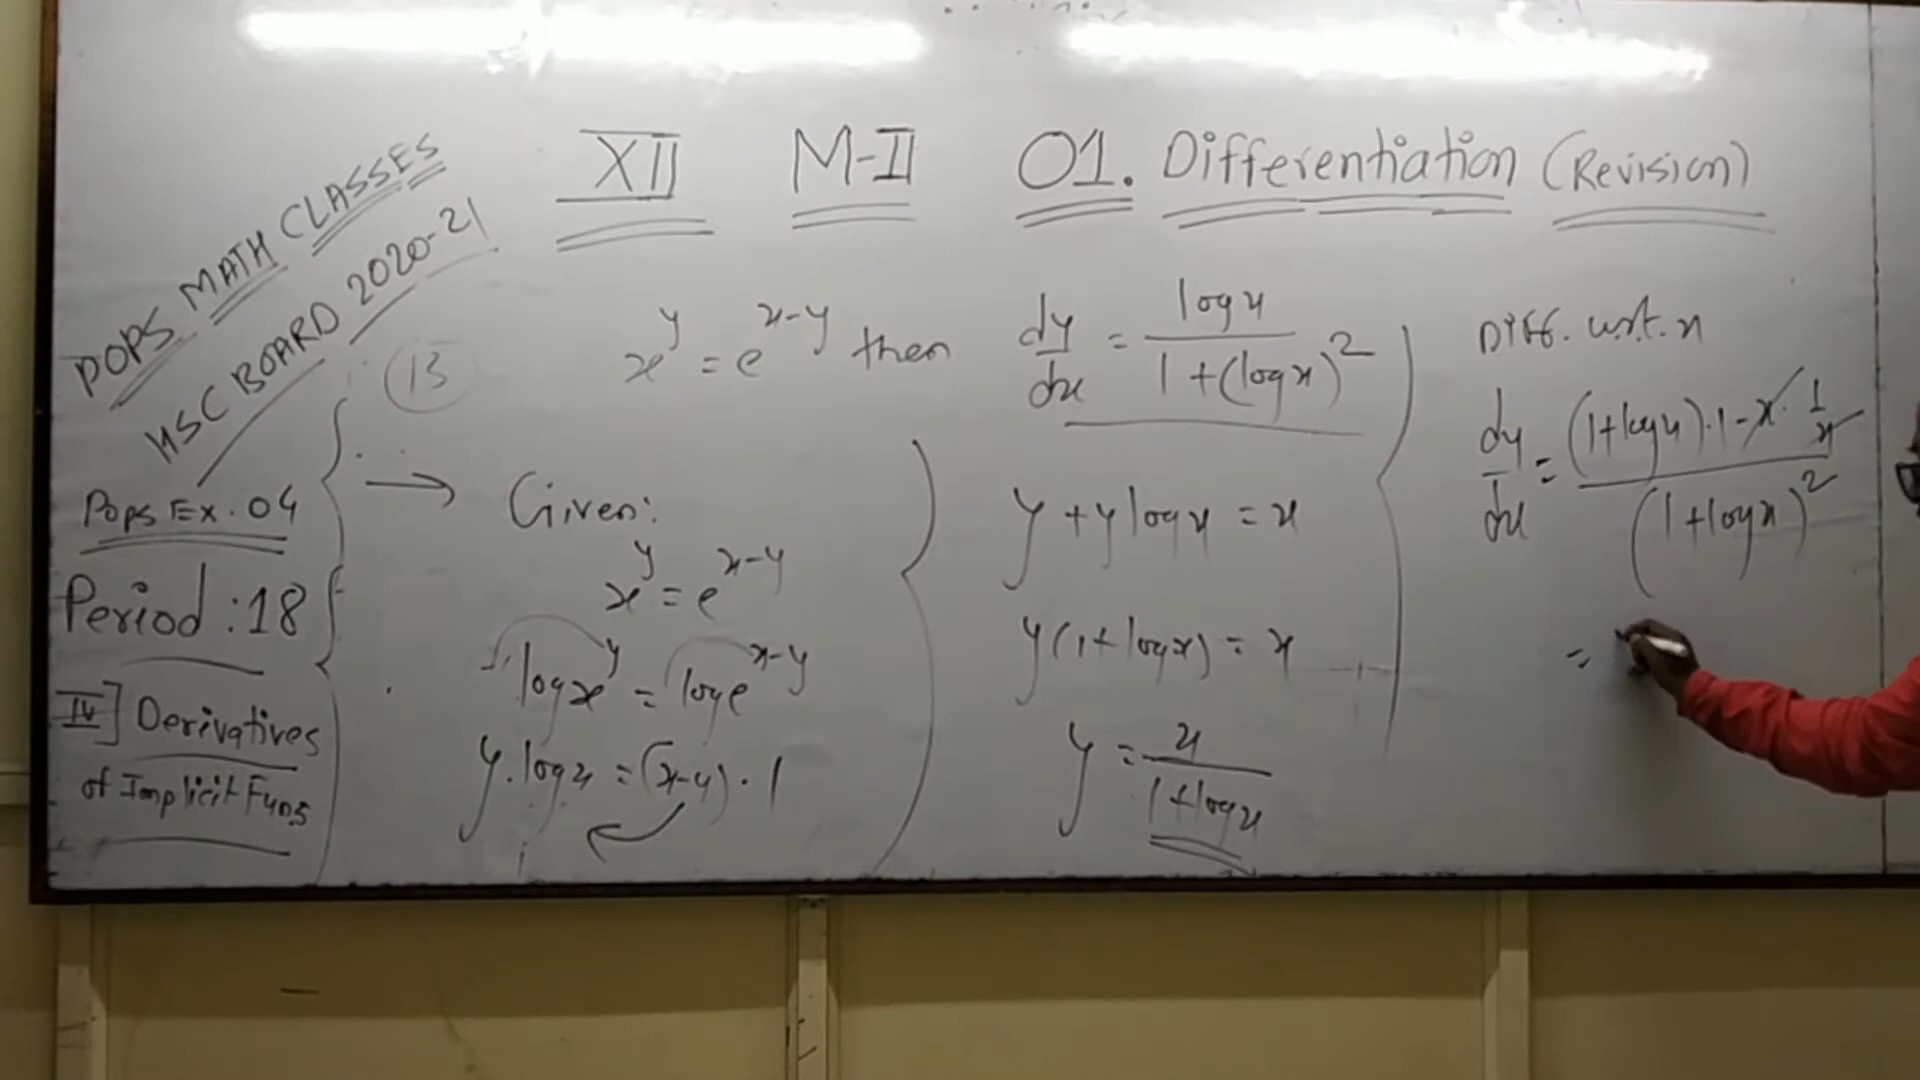 POPS MATH CLASSES
HSC BOARD 2020-21
Pops Ex. 04
Period :18
IV] Derivatives
of Implicit Funs
XII M-II 01. Differentiation (Revision)
(13) x^y = e^(x-y) then dy/dx = log x / 1+(log x)^2
→ Given:
x^y = e^(x-y)
log x^y = log e^(x-y)
y. log x = (x-y) · 1
y + y log x = x
y(1+ log x) = x
y = x / 1+log x
Diff. w.r.t. x
dy/dx = (1+log x)·1 - x · 1/x / (1+log x)^2
=